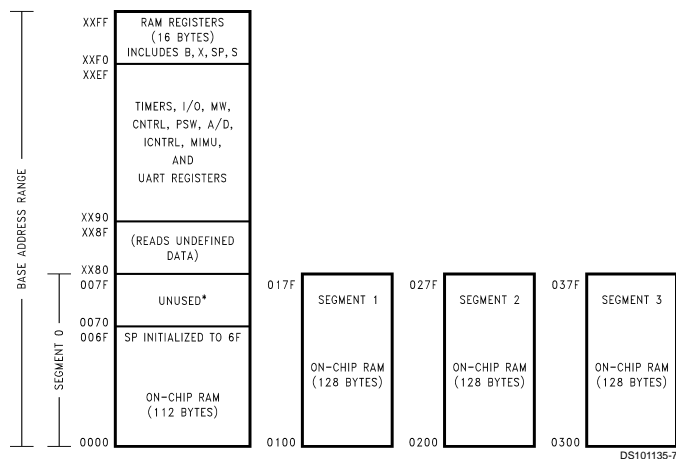 XXFF
RAM REGISTERS
(16 BYTES)
INCLUDES B, X, SP, S
XXF0
XXEF
TIMERS, I/O, MW,
CNTRL, PSW, A/D,
ICNTRL, MIMU,
AND
UART REGISTERS
XX90
XX8F
(READS UNDEFINED
DATA)
XX80
007F
UNUSED*
0070
006F
SP INITIALIZED TO 6F
ON-CHIP RAM
(112 BYTES)
0000
BASE ADDRESS RANGE
SEGMENT 0
017F
SEGMENT 1
ON-CHIP RAM
(128 BYTES)
0100
027F
SEGMENT 2
ON-CHIP RAM
(128 BYTES)
0200
037F
SEGMENT 3
ON-CHIP RAM
(128 BYTES)
0300
DS101135-7